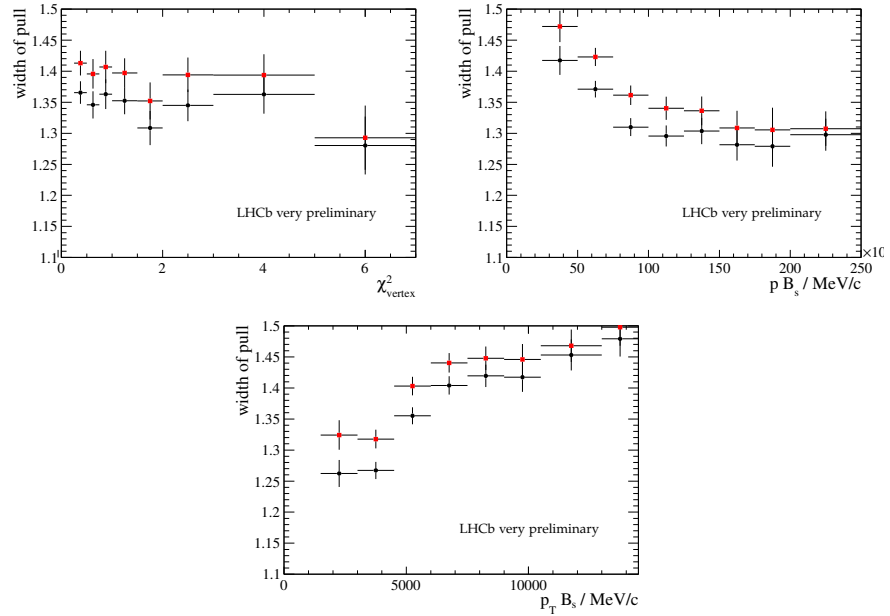 width of pull
1.5
1.45
1.4
1.35
1.3
1.25
1.2
1.15
1.1
0 2 4 6
LHCb very preliminary
χ²vertex
width of pull
1.5
1.45
1.4
1.35
1.3
1.25
1.2
1.15
1.1
0 50 100 150 200 250
×10
LHCb very preliminary
p Bs / MeV/c
width of pull
1.5
1.45
1.4
1.35
1.3
1.25
1.2
1.15
1.1
0 5000 10000
LHCb very preliminary
pT Bs / MeV/c